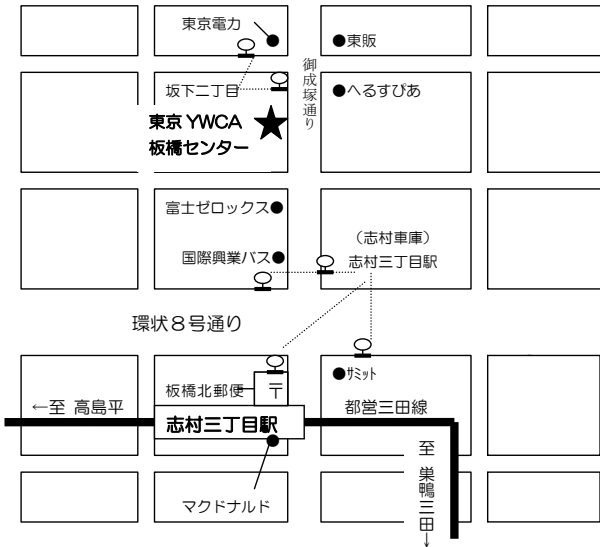 東京電力
●東販
御成塚通り
坂下二丁目
●へるすぴあ
東京 YWCA
板橋センター
富士ゼロックス●
国際興業バス●
（志村車庫）
志村三丁目駅
環状８号通り
●サミット
板橋北郵便
〒
←至 高島平
都営三田線
志村三丁目駅
至 巣鴨三田→
マクドナルド